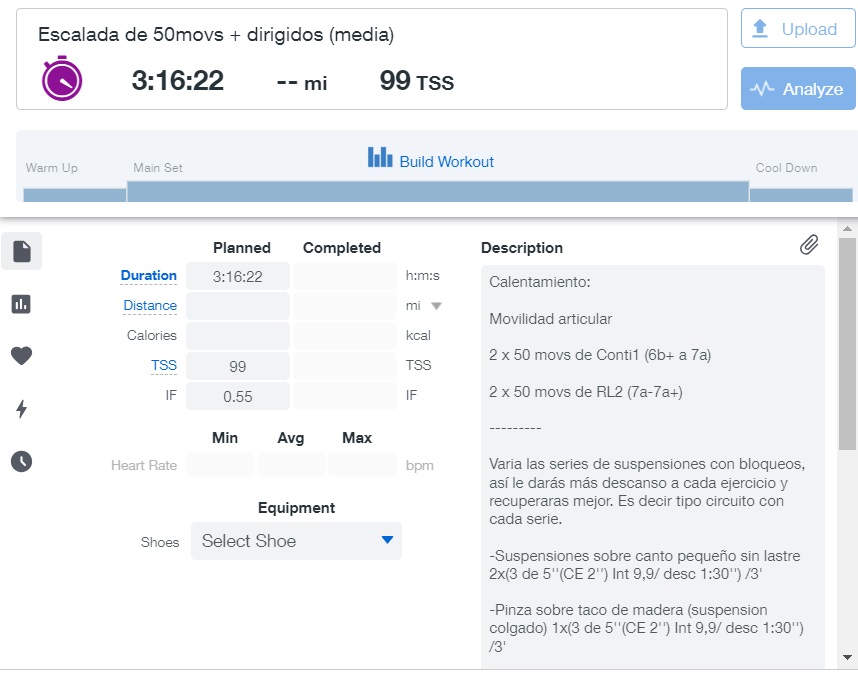 Escalada de 50movs + dirigidos (media)
3:16:22 -- mi 99 TSS
Upload
Analyze
Warm Up
Main Set
Build Workout
Cool Down
Planned Completed
Duration 3:16:22 h:m:s
Distance mi
Calories kcal
TSS 99 TSS
IF 0.55 IF
Min Avg Max
Heart Rate bpm
Equipment
Shoes Select Shoe
Description
Calentamiento:
Movilidad articular
2 x 50 movs de Conti1 (6b+ a 7a)
2 x 50 movs de RL2 (7a-7a+)
---------
Varia las series de suspensiones con bloqueos,
así le darás más descanso a cada ejercicio y
recuperaras mejor. Es decir tipo circuito con
cada serie.
-Suspensiones sobre canto pequeño sin lastre
2x(3 de 5''(CE 2'') Int 9,9/ desc 1:30'') /3'
-Pinza sobre taco de madera (suspension
colgado) 1x(3 de 5''(CE 2'') Int 9,9/ desc 1:30'')
/3'